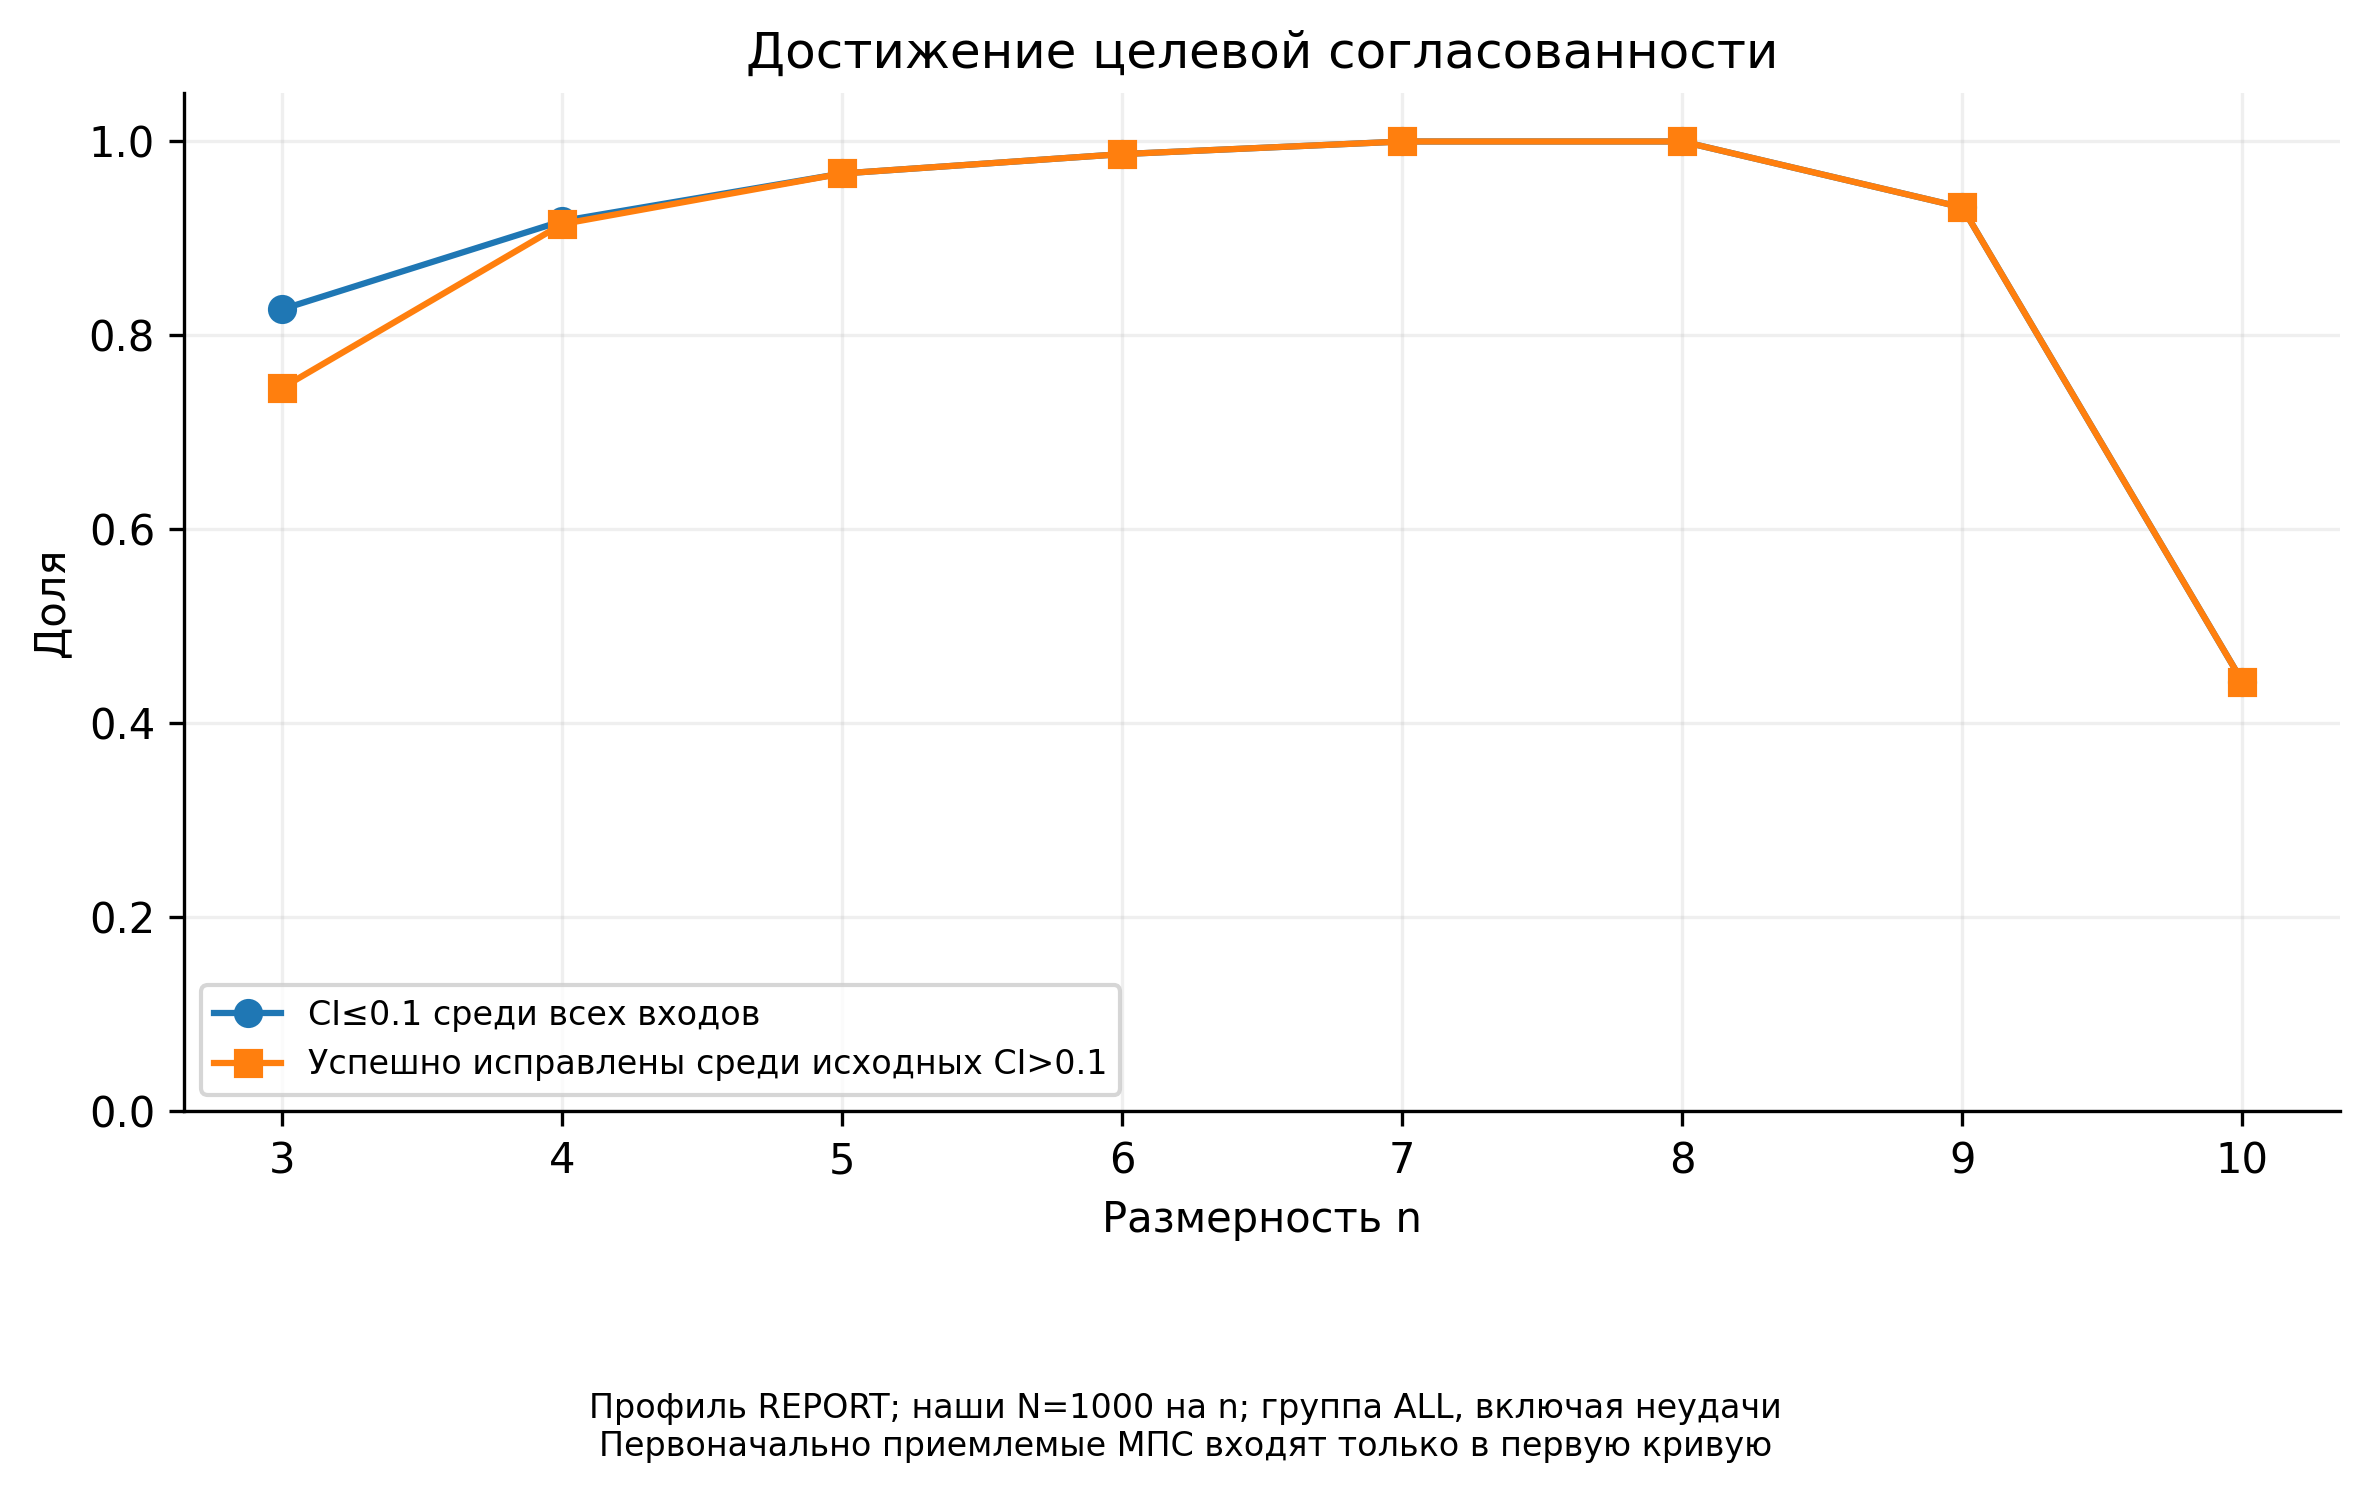 Достижение целевой согласованности
1.0
0.8
0.6
0.4
0.2
0.0
Доля
CI≤0.1 среди всех входов
Успешно исправлены среди исходных CI>0.1
3 4 5 6 7 8 9 10
Размерность n
Профиль REPORT; наши N=1000 на n; группа ALL, включая неудачи
Первоначально приемлемые МПС входят только в первую кривую